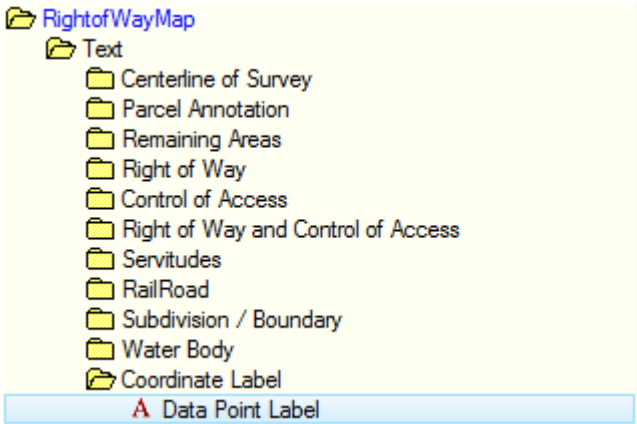 RightofWayMap
Text
Centerline of Survey
Parcel Annotation
Remaining Areas
Right of Way
Control of Access
Right of Way and Control of Access
Servitudes
RailRoad
Subdivision / Boundary
Water Body
Coordinate Label
A Data Point Label